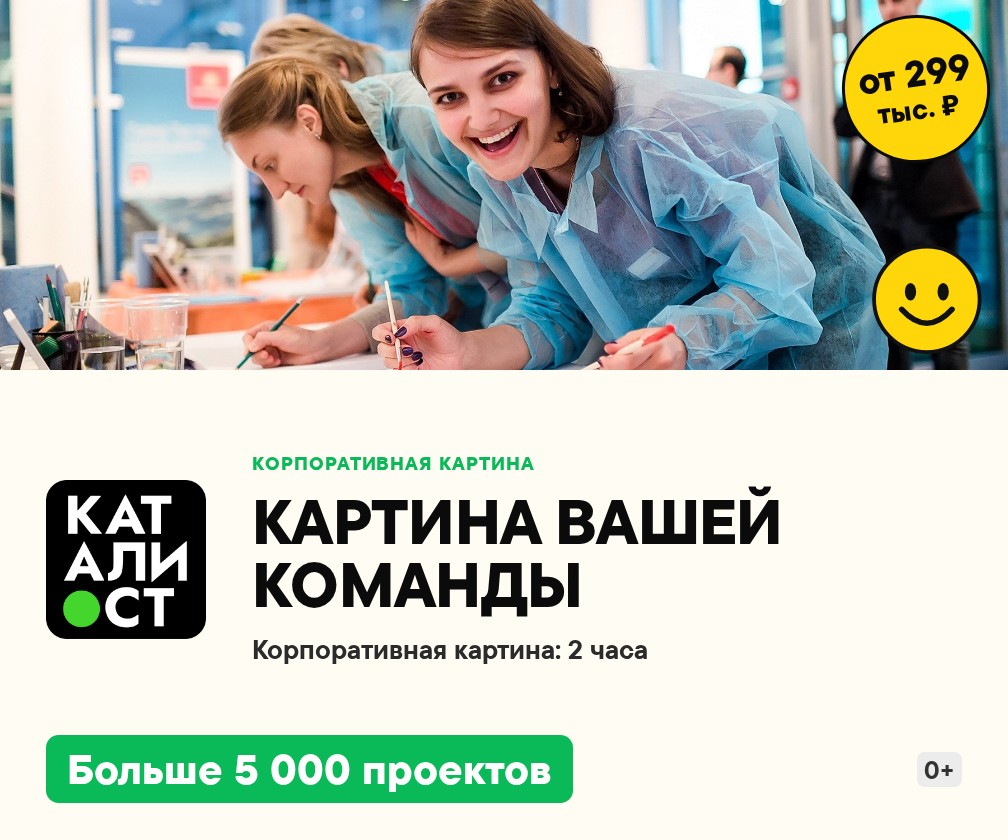 от 299
тыс. ₽
КОРПОРАТИВНАЯ КАРТИНА
КАТ
АЛИ
СТ
КАРТИНА ВАШЕЙ
КОМАНДЫ
Корпоративная картина: 2 часа
Больше 5 000 проектов
0+